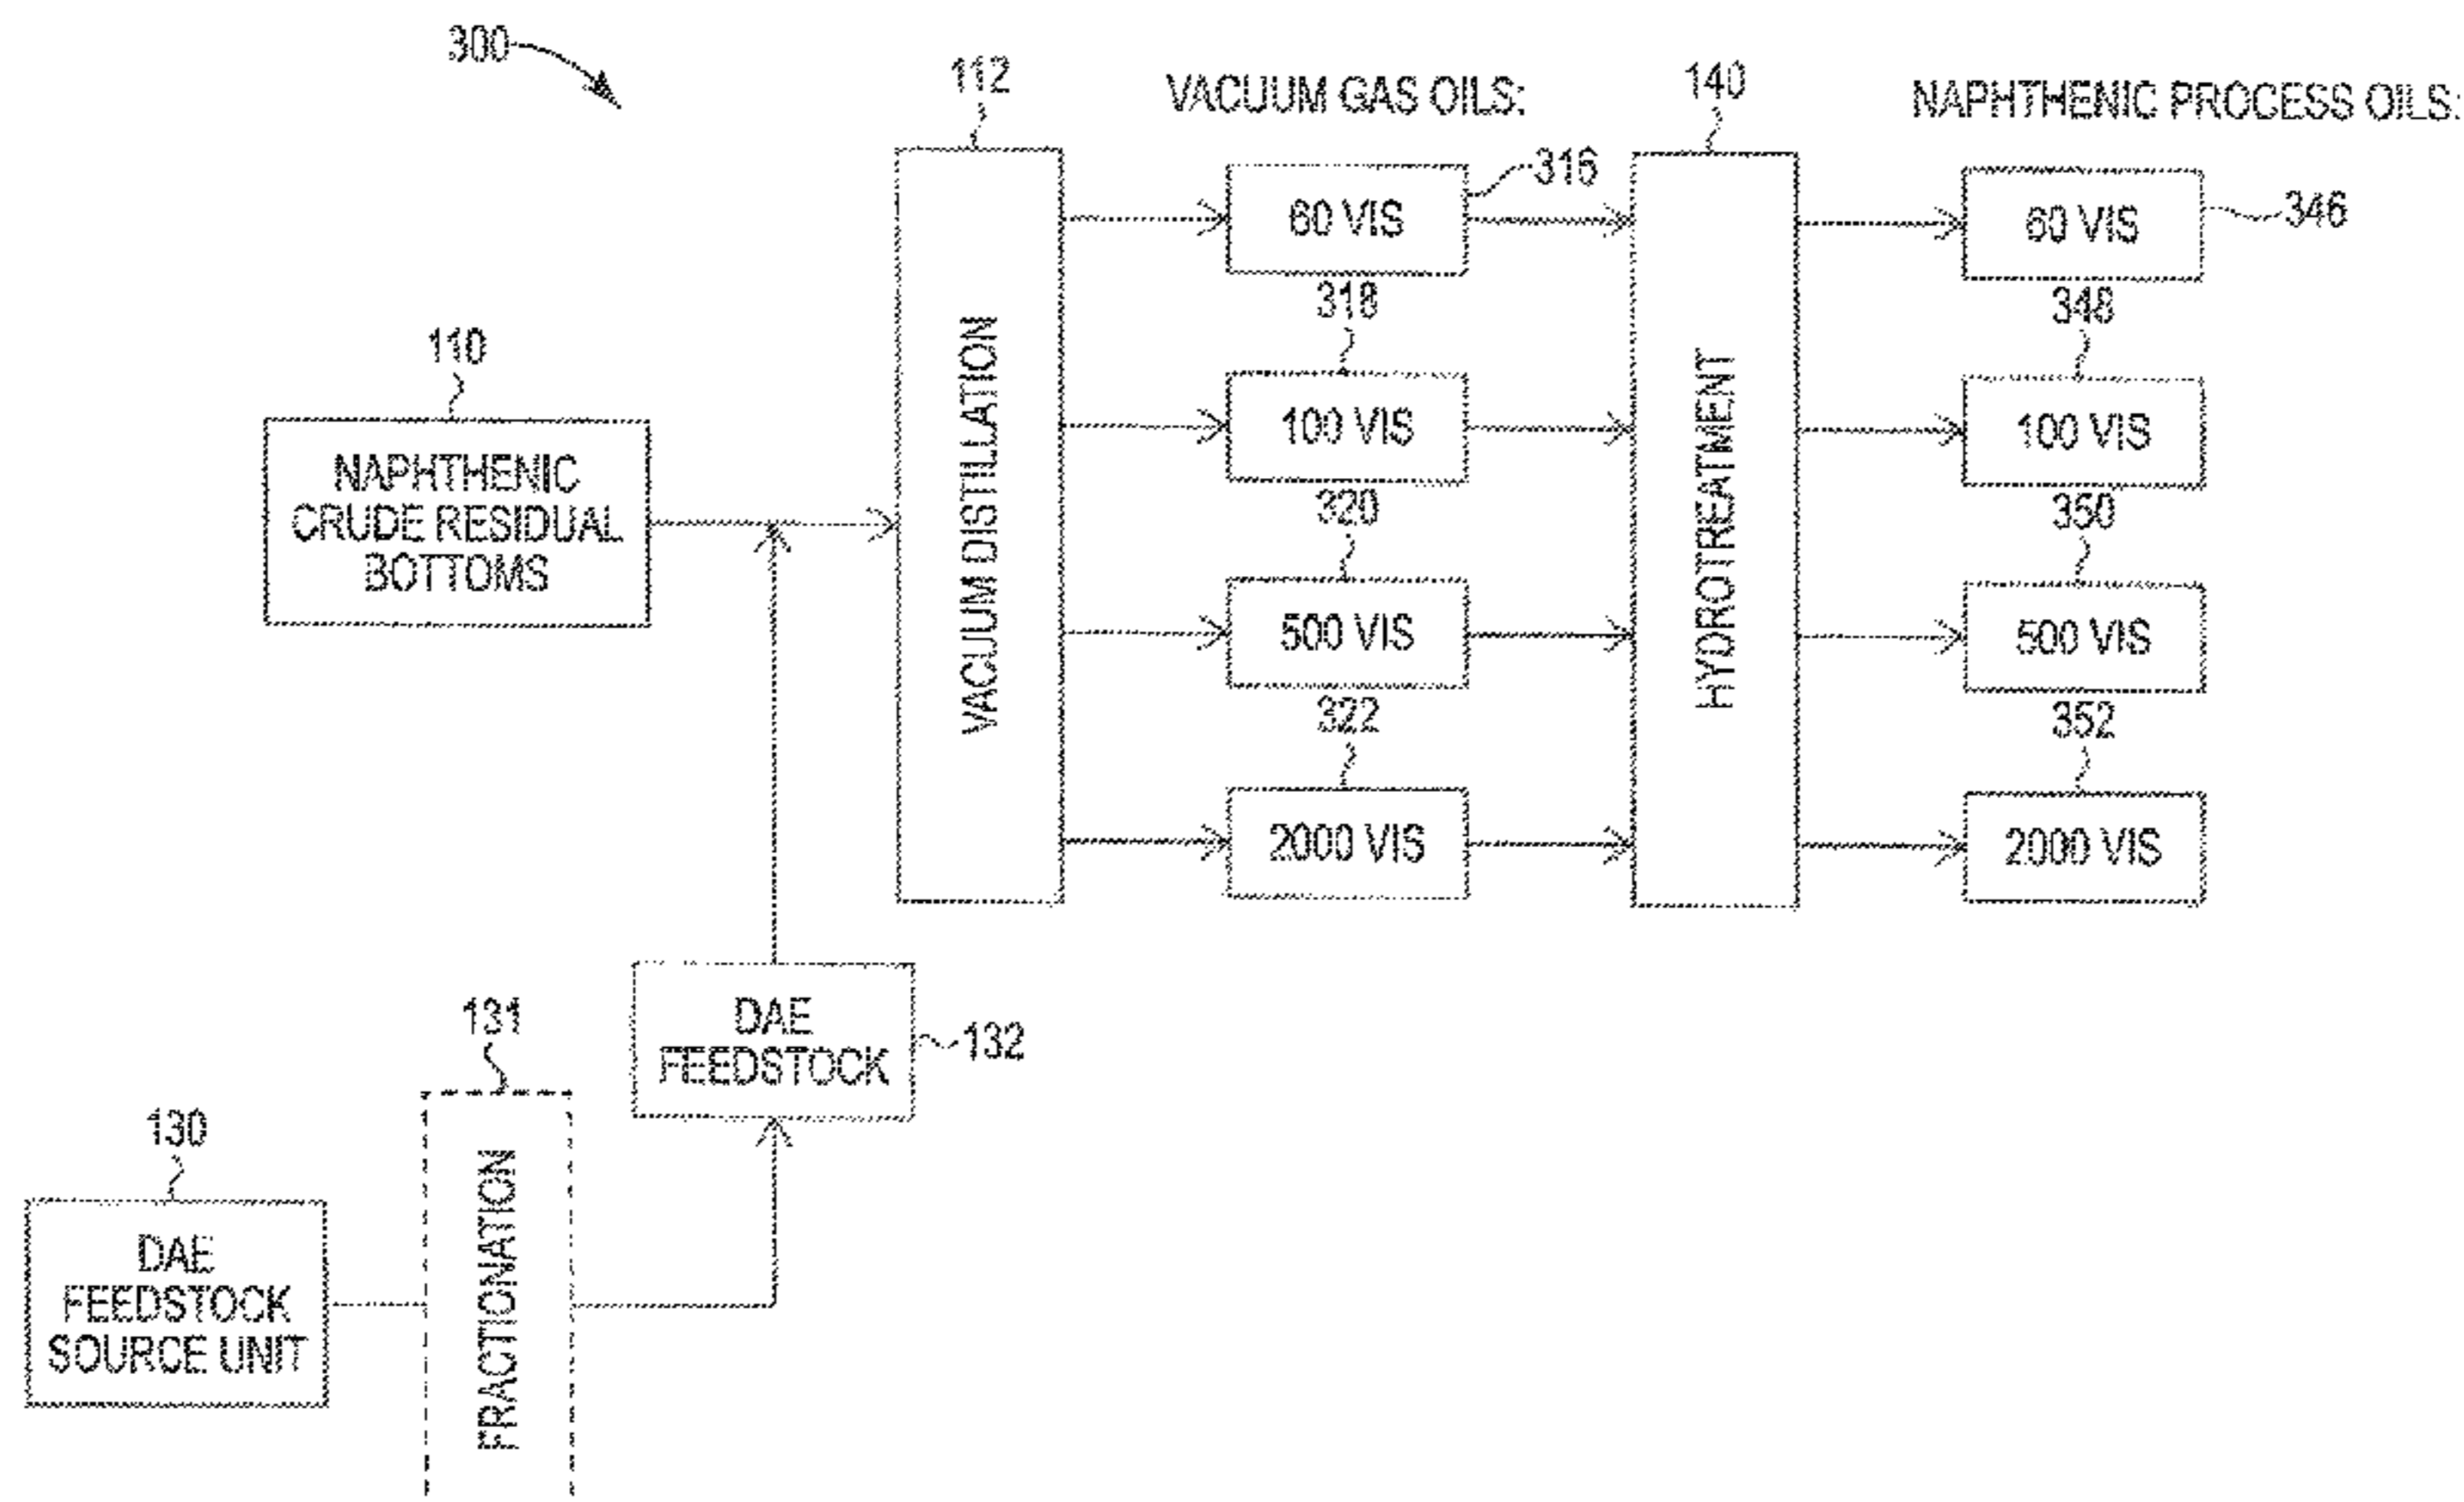 300
112
VACUUM GAS OILS:
140
NAPHTHENIC PROCESS OILS:
316
60 VIS
60 VIS
346
318
348
110
100 VIS
100 VIS
NAPHTHENIC
CRUDE RESIDUAL
BOTTOMS
VACUUM DISTILLATION
HYDROTREATMENT
320
350
500 VIS
500 VIS
322
352
2000 VIS
2000 VIS
131
DAE
FEEDSTOCK
132
130
DAE
FEEDSTOCK
SOURCE UNIT
FRACTIONATION